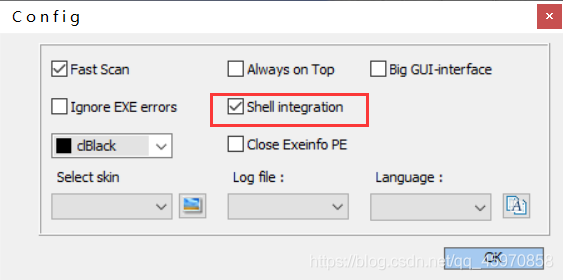 Config
Fast Scan
Always on Top
Big GUI-interface
Ignore EXE errors
Shell integration
clBlack
Close Exeinfo PE
Select skin
Log file :
Language :
OK
https://blog.csdn.net/qq_43970858